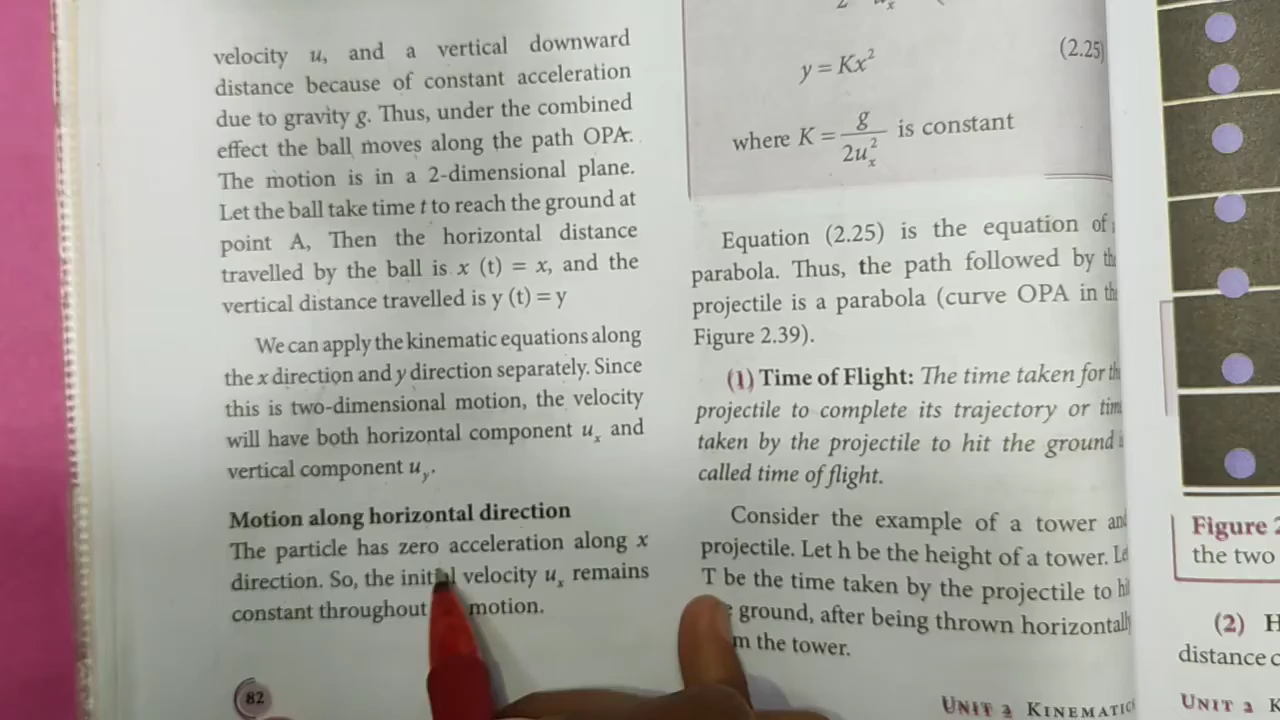 velocity u, and a vertical downward
distance because of constant acceleration
due to gravity g. Thus, under the combined
effect the ball moves along the path OPA.
The motion is in a 2-dimensional plane.
Let the ball take time t to reach the ground at
point A, Then the horizontal distance
travelled by the ball is x (t) = x, and the
vertical distance travelled is y (t) = y
We can apply the kinematic equations along
the x direction and y direction separately. Since
this is two-dimensional motion, the velocity
will have both horizontal component uₓ and
vertical component u_y.
Motion along horizontal direction
The particle has zero acceleration along x
direction. So, the initial velocity uₓ remains
constant throughout motion.
82
y = Kx² (2.25)
where K = g/2uₓ² is constant
Equation (2.25) is the equation of
parabola. Thus, the path followed by
projectile is a parabola (curve OPA in
Figure 2.39).
(1) Time of Flight: The time taken for
projectile to complete its trajectory or
taken by the projectile to hit the ground
called time of flight.
Consider the example of a tower
projectile. Let h be the height of a tower.
T be the time taken by the projectile to
ground, after being thrown horizontally
the tower.
UNIT 2
Figure
the two
(2)
distance
UNIT 2